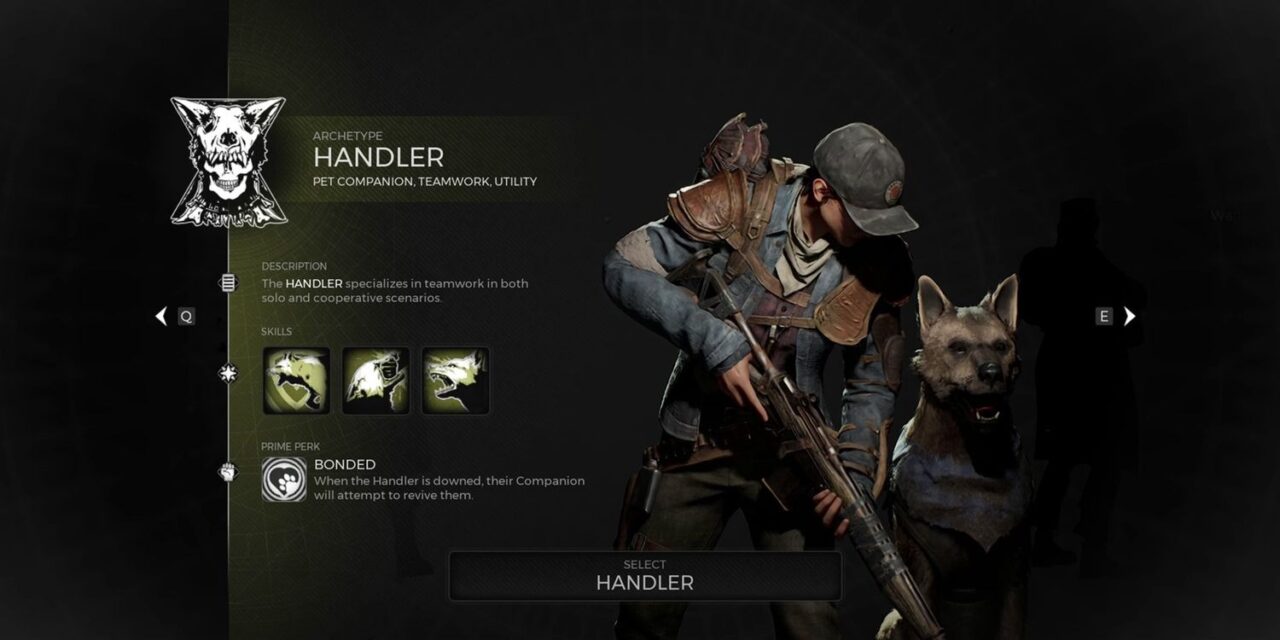 ARCHETYPE
HANDLER
PET COMPANION, TEAMWORK, UTILITY
DESCRIPTION
The HANDLER specializes in teamwork in both
solo and cooperative scenarios.
SKILLS
Q
E
PRIME PERK
BONDED
When the Handler is downed, their Companion
will attempt to revive them.
SELECT
HANDLER